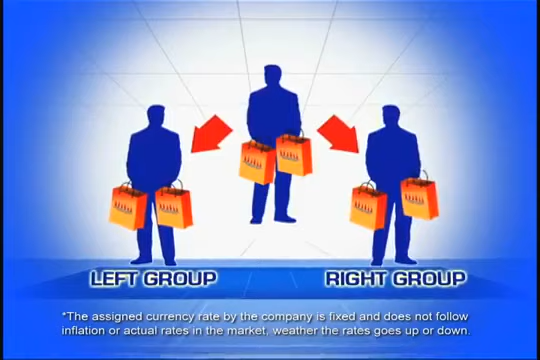 LEFT GROUP
RIGHT GROUP
*The assigned currency rate by the company is fixed and does not follow
inflation or actual rates in the market, weather the rates goes up or down.